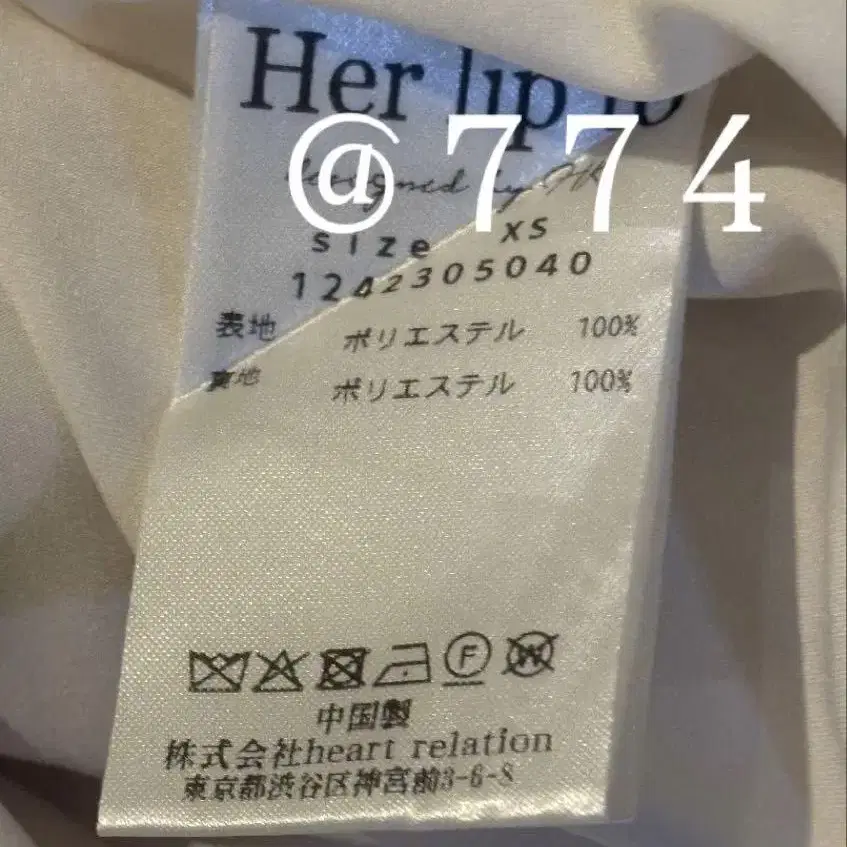 Her lip to
@774
designed by
size XS
1242305040
表地 ポリエステル 100%
裏地 ポリエステル 100%
F W
中国製
株式会社heart relation
東京都渋谷区神宮前3-6-8